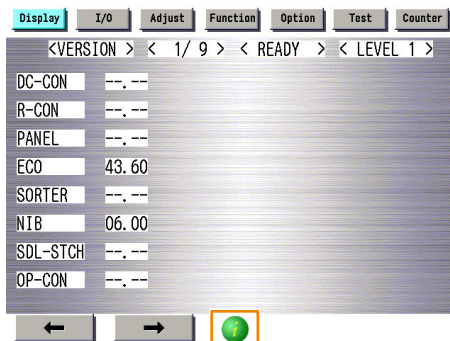 Display I/O Adjust Function Option Test Counter
<VERSION > < 1/ 9 > < READY > < LEVEL 1 >
DC-CON --.--
R-CON --.--
PANEL --.--
ECO 43.60
SORTER --.--
NIB 06.00
SDL-STCH --.--
OP-CON --.--